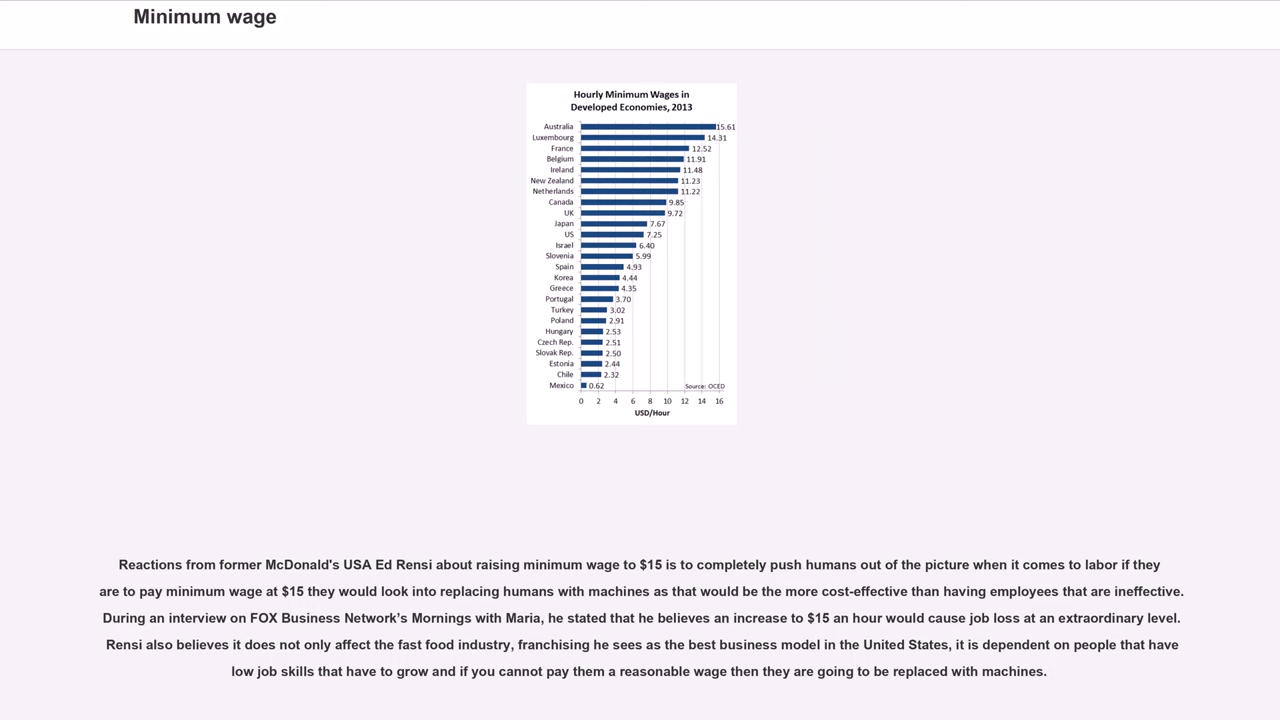 Minimum wage
Hourly Minimum Wages in
Developed Economies, 2013
Australia 15.61
Luxembourg 14.31
France 12.52
Belgium 11.91
Ireland 11.48
New Zealand 11.23
Netherlands 11.22
Canada 9.85
UK 9.72
Japan 7.67
US 7.25
Israel 6.40
Slovenia 5.99
Spain 4.93
Korea 4.44
Greece 4.35
Portugal 3.70
Turkey 3.02
Poland 2.91
Hungary 2.53
Czech Rep. 2.51
Slovak Rep. 2.50
Estonia 2.44
Chile 2.32
Mexico 0.62 Source: OCED
0 2 4 6 8 10 12 14 16
USD/Hour
Reactions from former McDonald's USA Ed Rensi about raising minimum wage to $15 is to completely push humans out of the picture when it comes to labor if they
are to pay minimum wage at $15 they would look into replacing humans with machines as that would be the more cost-effective than having employees that are ineffective.
During an interview on FOX Business Network’s Mornings with Maria, he stated that he believes an increase to $15 an hour would cause job loss at an extraordinary level.
Rensi also believes it does not only affect the fast food industry, franchising he sees as the best business model in the United States, it is dependent on people that have
low job skills that have to grow and if you cannot pay them a reasonable wage then they are going to be replaced with machines.